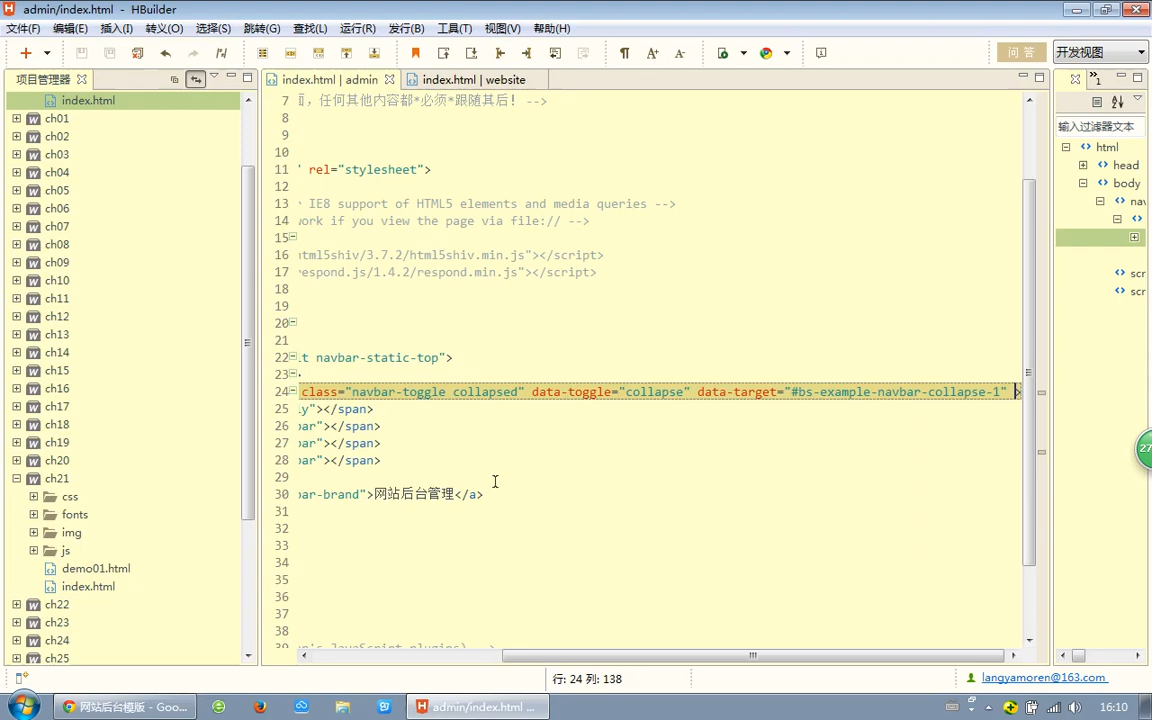 admin/index.html - HBuilder
文件(F) 编辑(E) 插入(I) 转义(O) 选择(S) 跳转(G) 查找(L) 运行(R) 发行(B) 工具(T) 视图(V) 帮助(H)
问 答 开发视图
项目管理器
index.html | admin
index.html | website
index.html
ch01
ch02
ch03
ch04
ch05
ch06
ch07
ch08
ch09
ch10
ch11
ch12
ch13
ch14
ch15
ch16
ch17
ch18
ch19
ch20
ch21
css
fonts
img
js
demo01.html
index.html
ch22
ch23
ch24
ch25
7 任何其他内容都*必须*跟随其后！ -->
8
9
10
11 " rel="stylesheet">
12
13 IE8 support of HTML5 elements and media queries -->
14 work if you view the page via file:// -->
15
16 html5shiv/3.7.2/html5shiv.min.js"></script>
17 respond.js/1.4.2/respond.min.js"></script>
18
19
20
21
22 navbar-static-top">
23
24 class="navbar-toggle collapsed" data-toggle="collapse" data-target="#bs-example-navbar-collapse-1" >
25 "></span>
26 bar"></span>
27 bar"></span>
28 bar"></span>
29
30 bar-brand">网站后台管理</a>
31
32
33
34
35
36
37
38
输入过滤器文本
html
head
body
nav
scr
scr
行: 24 列: 138
langyamoren@163.com
27
网站后台模版 - Goo...
admin/index.html ...
16:10